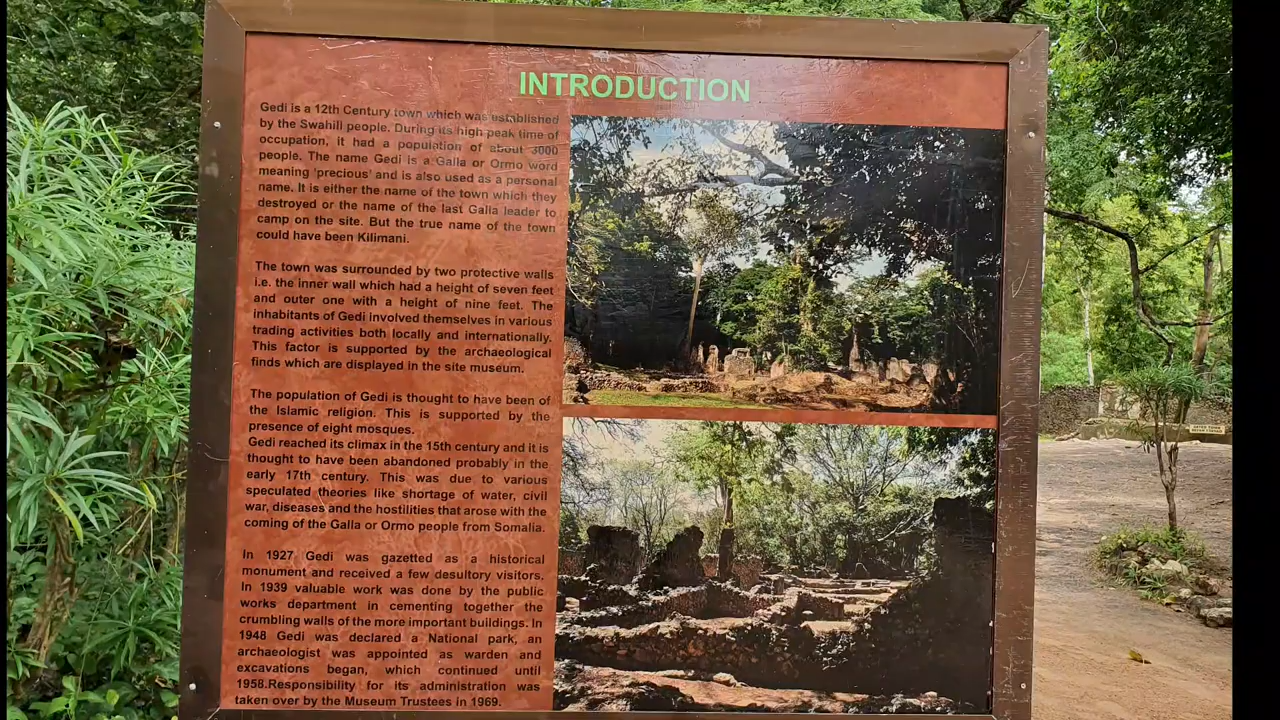 INTRODUCTION
Gedi is a 12th Century town which was established
by the Swahili people. During its high peak time of
occupation, it had a population of about 3000
people. The name Gedi is a Galla or Ormo word
meaning 'precious' and is also used as a personal
name. It is either the name of the town which they
destroyed or the name of the last Galla leader to
camp on the site. But the true name of the town
could have been Kilimani.
The town was surrounded by two protective walls
i.e. the inner wall which had a height of seven feet
and outer one with a height of nine feet. The
inhabitants of Gedi involved themselves in various
trading activities both locally and internationally.
This factor is supported by the archaeological
finds which are displayed in the site museum.
The population of Gedi is thought to have been of
the Islamic religion. This is supported by the
presence of eight mosques.
Gedi reached its climax in the 15th century and it is
thought to have been abandoned probably in the
early 17th century. This was due to various
speculated theories like shortage of water, civil
war, diseases and the hostilities that arose with the
coming of the Galla or Ormo people from Somalia.
In 1927 Gedi was gazetted as a historical
monument and received a few desultory visitors.
In 1939 valuable work was done by the public
works department in cementing together the
crumbling walls of the more important buildings. In
1948 Gedi was declared a National park, an
archaeologist was appointed as warden and
excavations began, which continued until
1958.Responsibility for its administration was
taken over by the Museum Trustees in 1969.